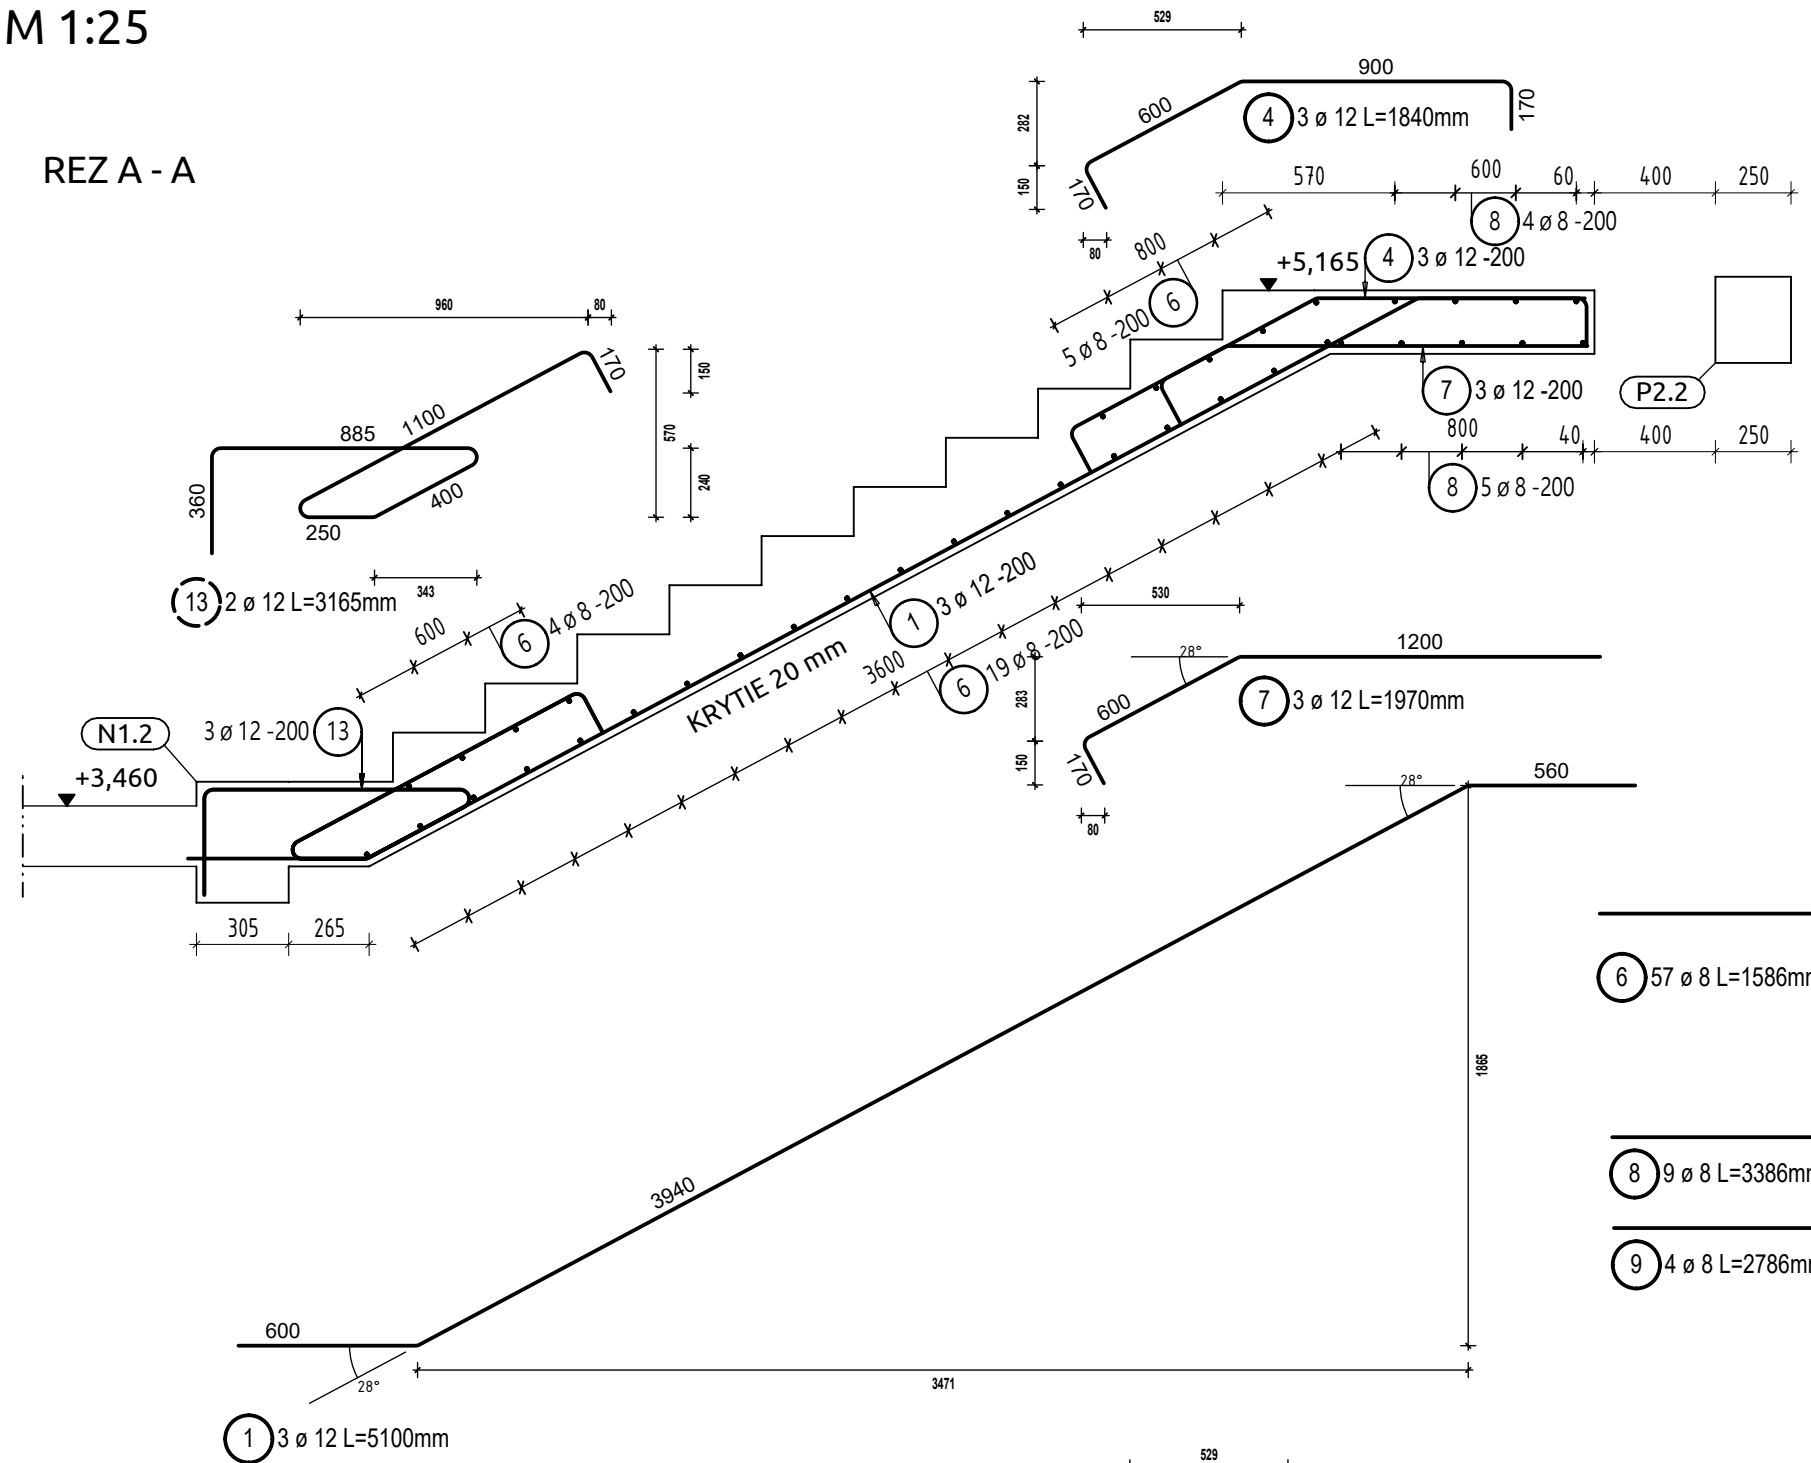 M 1:25
REZ A - A
529
900
600
282
150
170
170
80
4 3 ø 12 L=1840mm
570 600 60 400 250
8 4 ø 8 -200
800
6
5 ø 8 -200
+5,165
4 3 ø 12 -200
7 3 ø 12 -200
P2.2
800 40 400 250
8 5 ø 8 -200
960 80
170
150
570
240
1100
885
360
400
250
343
13 2 ø 12 L=3165mm
600
6 4 ø 8 -200
1 3 ø 12 -200
KRYTIE 20 mm
3600
6 19 ø 8 -200
N1.2
3 ø 12 -200 13
+3,460
305 265
530
28°
1200
600
283
150
170
80
7 3 ø 12 L=1970mm
28°
560
3940
1865
600
28°
3471
1 3 ø 12 L=5100mm
6 57 ø 8 L=1586m
8 9 ø 8 L=3386m
9 4 ø 8 L=2786m
529